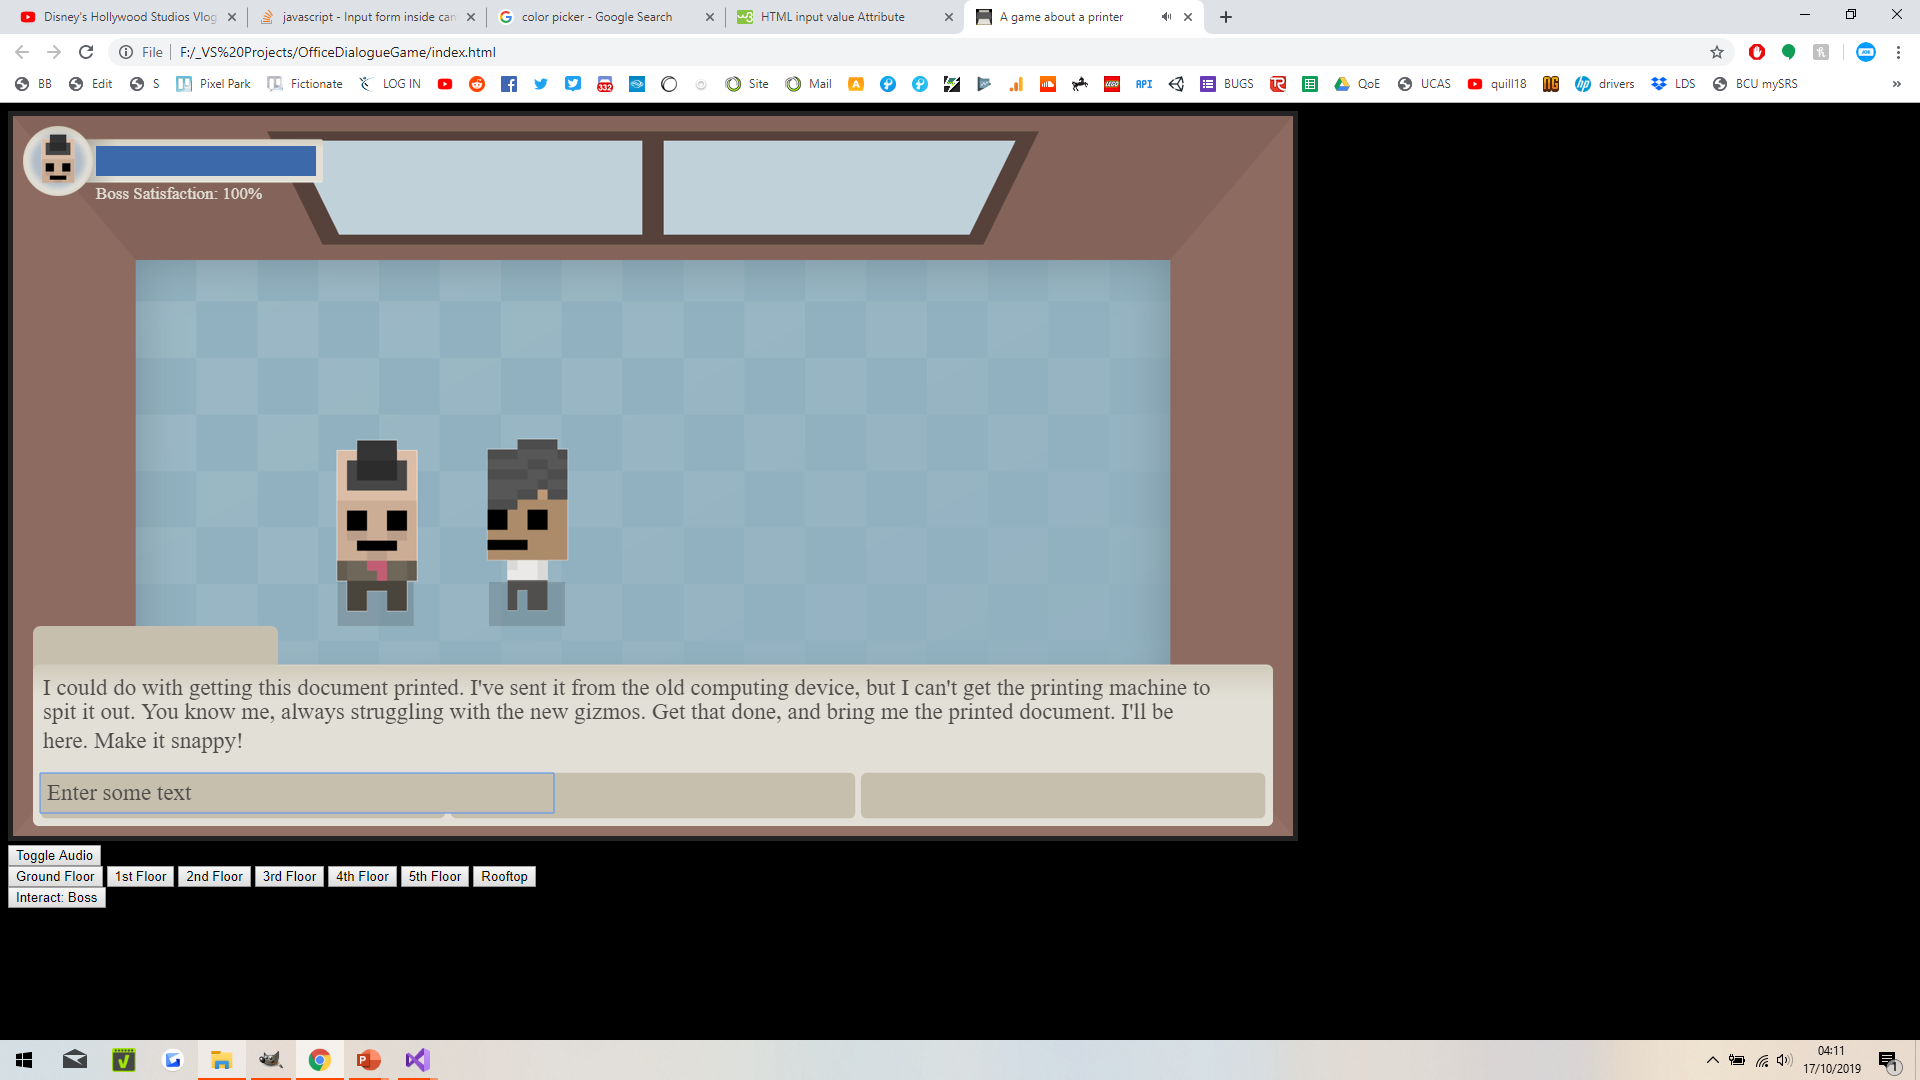 Disney's Hollywood Studios Vlog
javascript - Input form inside can
color picker - Google Search
HTML input value Attribute
A game about a printer
File
F:/_VS%20Projects/OfficeDialogueGame/index.html
BB
Edit
S
Pixel Park
Fictionate
LOG IN
332
Site
Mail
API
LEGO
BUGS
QoE
UCAS
quill18
drivers
LDS
BCU mySRS
»
Boss Satisfaction: 100%
I could do with getting this document printed. I've sent it from the old computing device, but I can't get the printing machine to
spit it out. You know me, always struggling with the new gizmos. Get that done, and bring me the printed document. I'll be
here. Make it snappy!
Enter some text
Toggle Audio
Ground Floor
1st Floor
2nd Floor
3rd Floor
4th Floor
5th Floor
Rooftop
Interact: Boss
04:11
17/10/2019
1